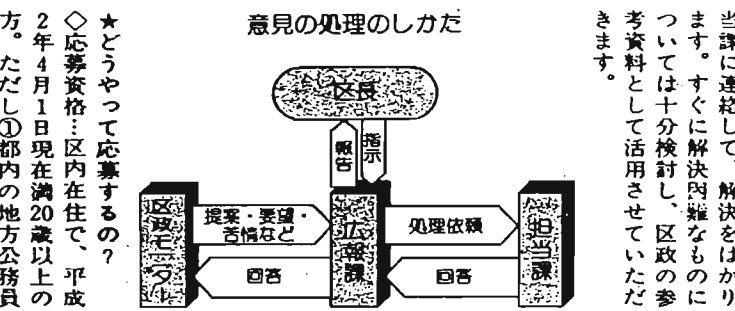 当課に連絡して、解決をはかり
ます。すぐに解決困難なものに
ついては十分検討し、区政の参
考資料として活用させていただ
きます。
意見の処理のしかた
区長
報告
指示
区政モニター
提案・要望・
苦情など
回答
広報課
処理依頼
回答
担当課
★どうやって応募するの？
◇応募資格…区内在住で、平成
2年4月1日現在満20歳以上の
方。ただし①都内の地方公務員